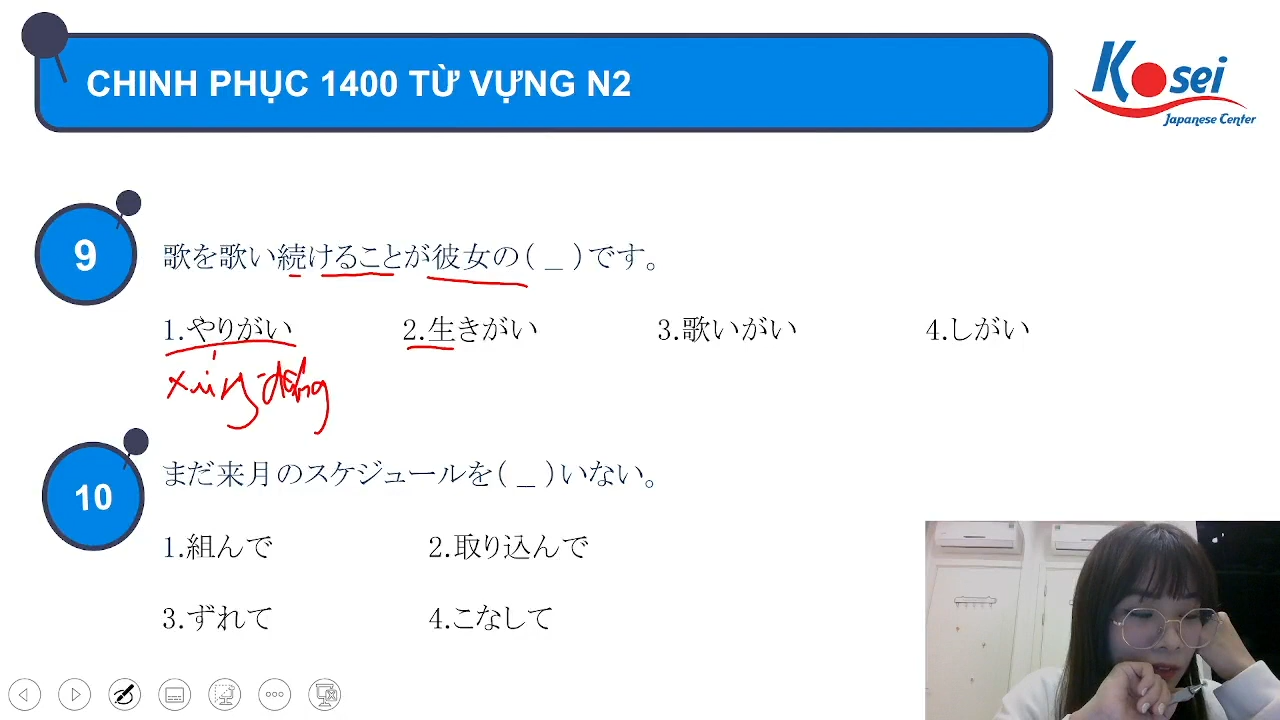 CHINH PHỤC 1400 TỪ VỰNG N2
Kosei
Japanese Center
9
歌を歌い続けることが彼女の( _ )です。
1.やりがい 2.生きがい 3.歌いがい 4.しがい
xứng đáng
10
まだ来月のスケジュールを( _ )いない。
1.組んで 2.取り込んで
3.ずれて 4.こなして